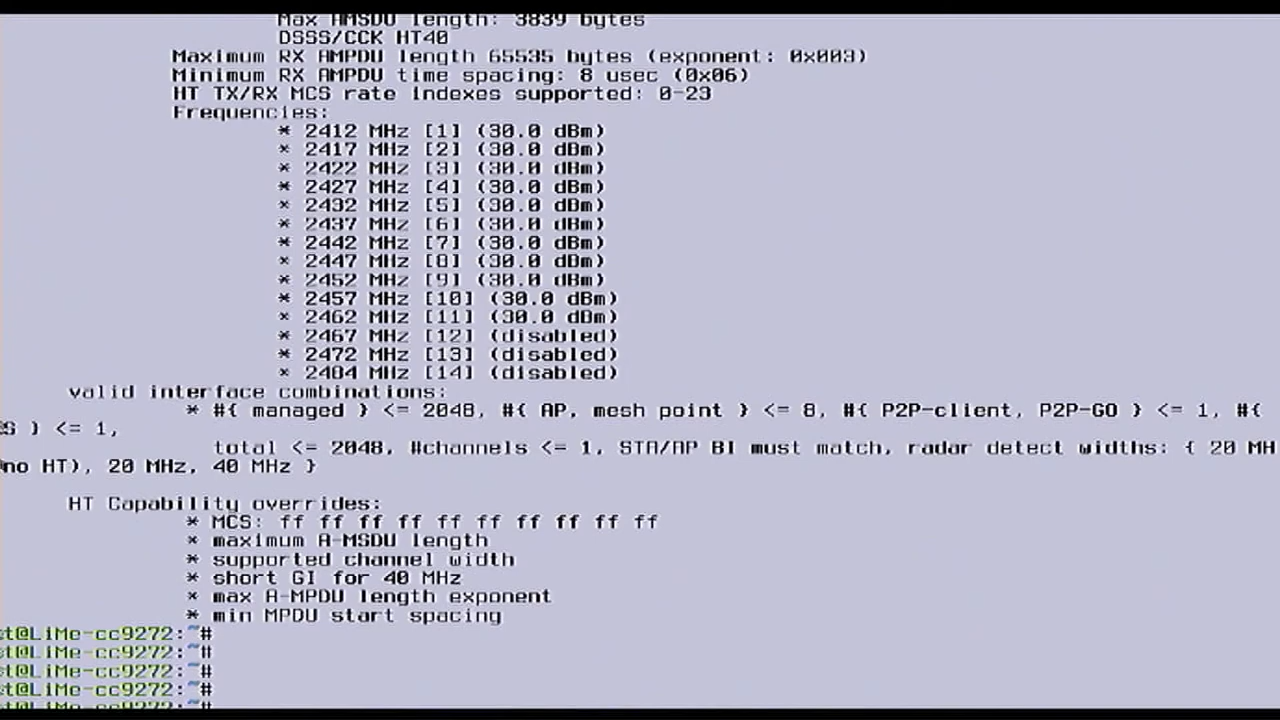 Max AMSDU length: 3839 bytes
DSSS/CCK HT40
Maximum RX AMPDU length 65535 bytes (exponent: 0x003)
Minimum RX AMPDU time spacing: 8 usec (0x06)
HT TX/RX MCS rate indexes supported: 0-23
Frequencies:
* 2412 MHz [1] (30.0 dBm)
* 2417 MHz [2] (30.0 dBm)
* 2422 MHz [3] (30.0 dBm)
* 2427 MHz [4] (30.0 dBm)
* 2432 MHz [5] (30.0 dBm)
* 2437 MHz [6] (30.0 dBm)
* 2442 MHz [7] (30.0 dBm)
* 2447 MHz [8] (30.0 dBm)
* 2452 MHz [9] (30.0 dBm)
* 2457 MHz [10] (30.0 dBm)
* 2462 MHz [11] (30.0 dBm)
* 2467 MHz [12] (disabled)
* 2472 MHz [13] (disabled)
* 2484 MHz [14] (disabled)
valid interface combinations:
* #{ managed } <= 2048, #{ AP, mesh point } <= 8, #{ P2P-client, P2P-GO } <= 1, #{
S } <= 1,
total <= 2048, #channels <= 1, STA/AP BI must match, radar detect widths: { 20 MH
no HT), 20 MHz, 40 MHz }
HT Capability overrides:
* MCS: ff ff ff ff ff ff ff ff ff ff
* maximum A-MSDU length
* supported channel width
* short GI for 40 MHz
* max A-MPDU length exponent
* min MPDU start spacing
t@LiMe-cc9272:~#
t@LiMe-cc9272:~#
t@LiMe-cc9272:~#
t@LiMe-cc9272:~#
t@LiMe-cc9272:~#